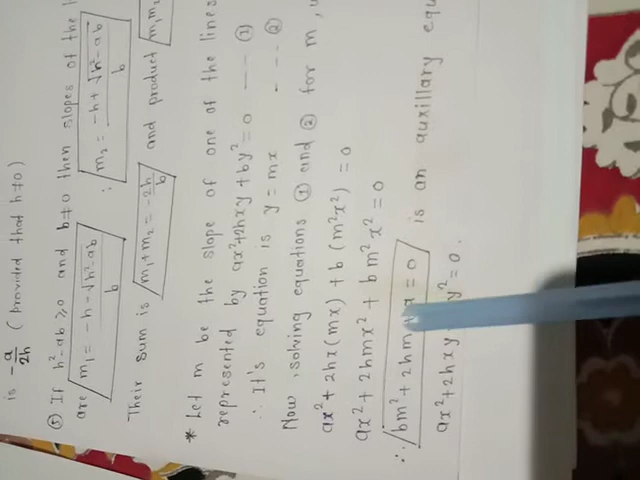 is -a/2h (provided that h≠0)
⑤ If h²-ab ≥0 and b≠0 then slopes of the
are m₁ = -h-√h²-ab / b ; m₂ = -h+√h²-ab / b
Their sum is m₁+m₂ = -2h/b and product m₁m₂
* Let m be the slope of one of the lines
represented by ax²+2hxy+by²=0 --- ①
∴ It's equation is y=mx --- ②
Now, solving equations ① and ② for m,
ax²+2hx(mx)+b(m²x²)=0
ax²+2hmx²+bm²x²=0
∴ bm²+2hm+a=0 is an auxillary
ax²+2hxy y²=0.